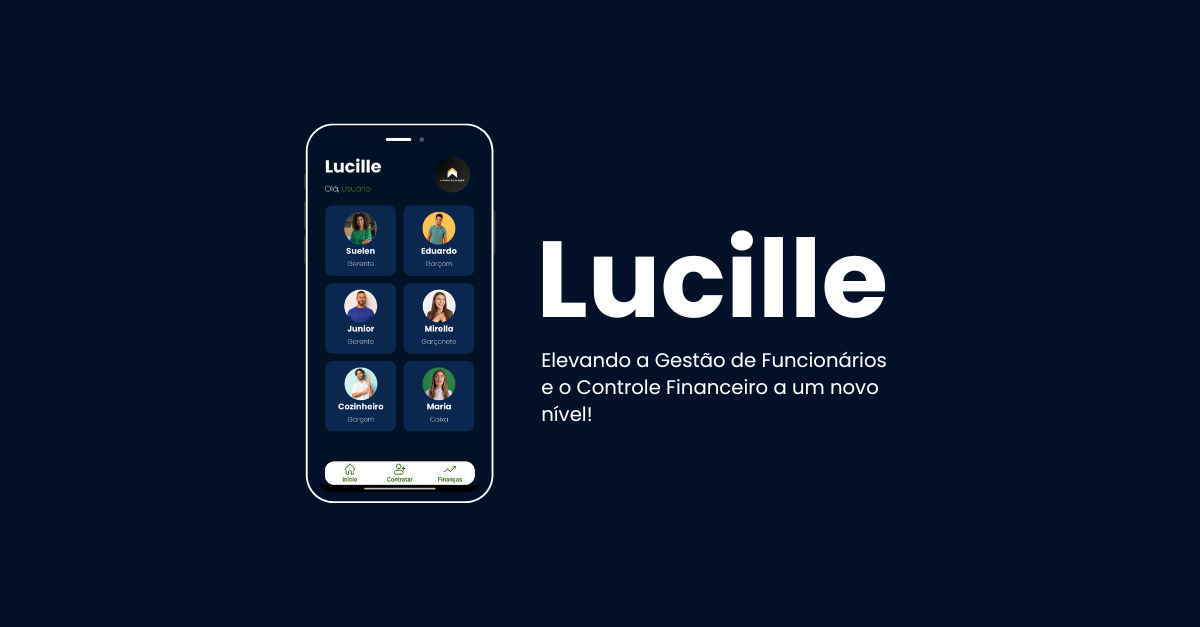 Lucille
Olá, Usuário
Suelen
Gerente
Eduardo
Garçom
Junior
Gerente
Mirella
Garçonete
Cozinheiro
Garçom
Maria
Caixa
Início
Contratar
Finanças
Lucille
Elevando a Gestão de Funcionários
e o Controle Financeiro a um novo
nível!